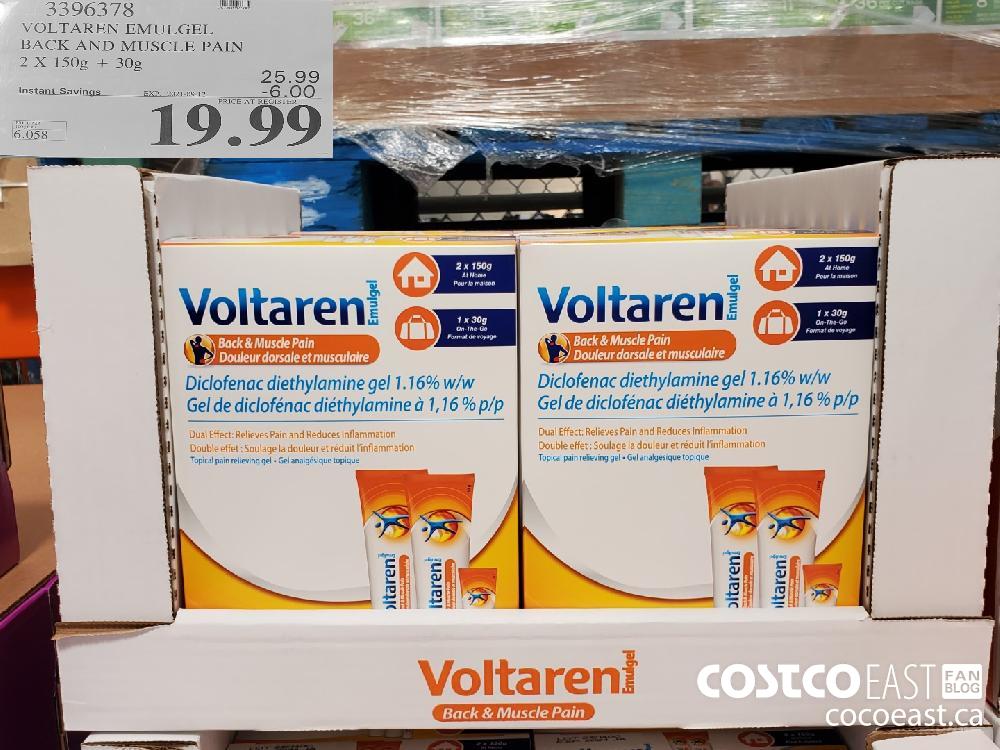 3396378
VOLTAREN EMULGEL
BACK AND MUSCLE PAIN
2 X 150g + 30g
25.99
Instant Savings EXP. 2021-09-12 -6.00
PRICE AT REGISTER
19.99
6.058
Voltaren Emulgel
Back & Muscle Pain
Douleur dorsale et musculaire
2 x 150g
At Home
Pour la maison
1 x 30g
On-The-Go
Format de voyage
Diclofenac diethylamine gel 1.16% w/w
Gel de diclofénac diéthylamine à 1,16 % p/p
Dual Effect: Relieves Pain and Reduces Inflammation
Double effet : Soulage la douleur et réduit l'inflammation
Topical pain relieving gel • Gel analgésique topique
Voltaren Emulgel
Back & Muscle Pain
Douleur dorsale et musculaire
2 x 150g
At Home
Pour la maison
1 x 30g
On-The-Go
Format de voyage
Diclofenac diethylamine gel 1.16% w/w
Gel de diclofénac diéthylamine à 1,16 % p/p
Dual Effect: Relieves Pain and Reduces Inflammation
Double effet : Soulage la douleur et réduit l'inflammation
Topical pain relieving gel • Gel analgésique topique
Voltaren Emulgel
Back & Muscle Pain
COSTCO EAST FAN BLOG
cocoeast.ca